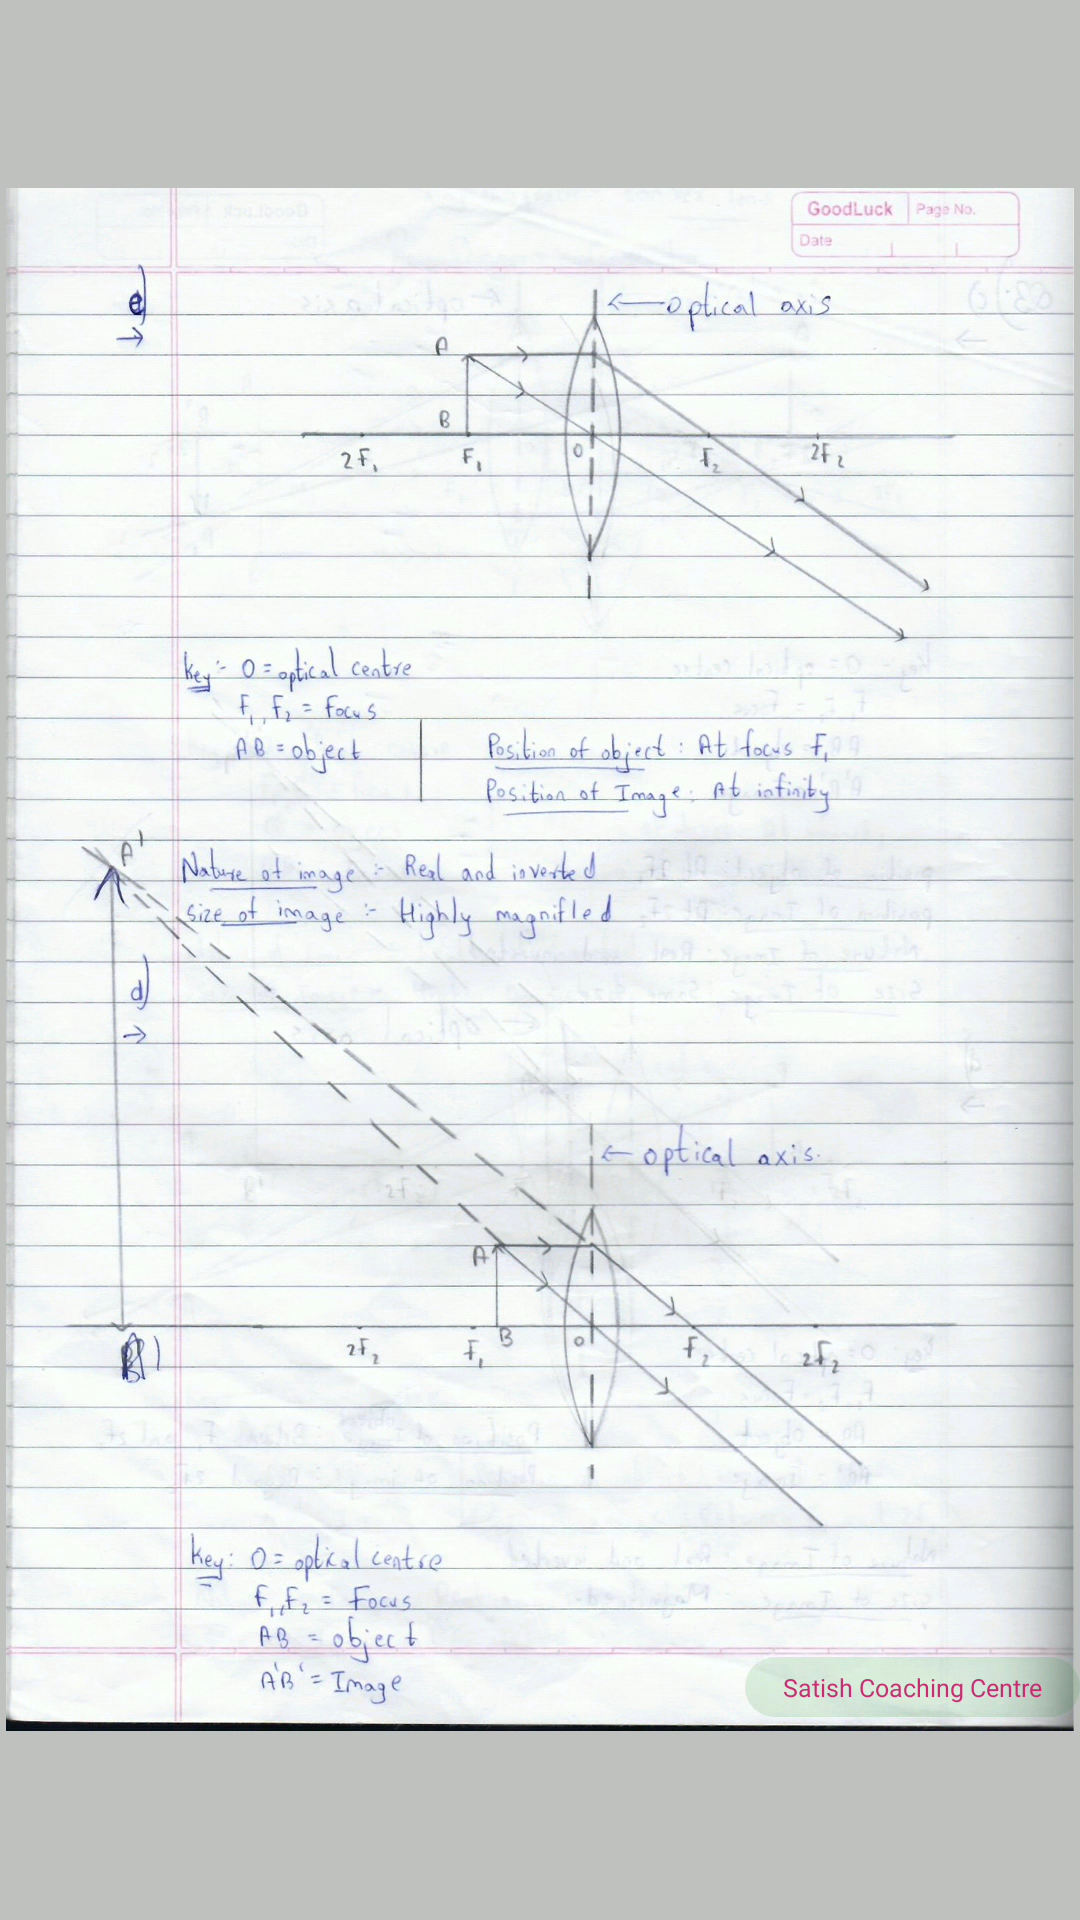 GoodLuck Page No.
Date
e)
→
← optical axis
A
B
2F₁ F₁ O F₂ 2F₂
Key :- O = optical centre
F₁, F₂ = Focus
AB = object
Position of object : At focus F₁
Position of Image : At infinity
A'
Nature of image :- Real and inverted
size of image :- Highly magnified
d)
→
← optical axis.
A
B
2F₂ F₁ O F₂ 2F₂
B'
Key : O = optical centre
F₁, F₂ = Focus
AB = object
A'B' = Image
Satish Coaching Centre